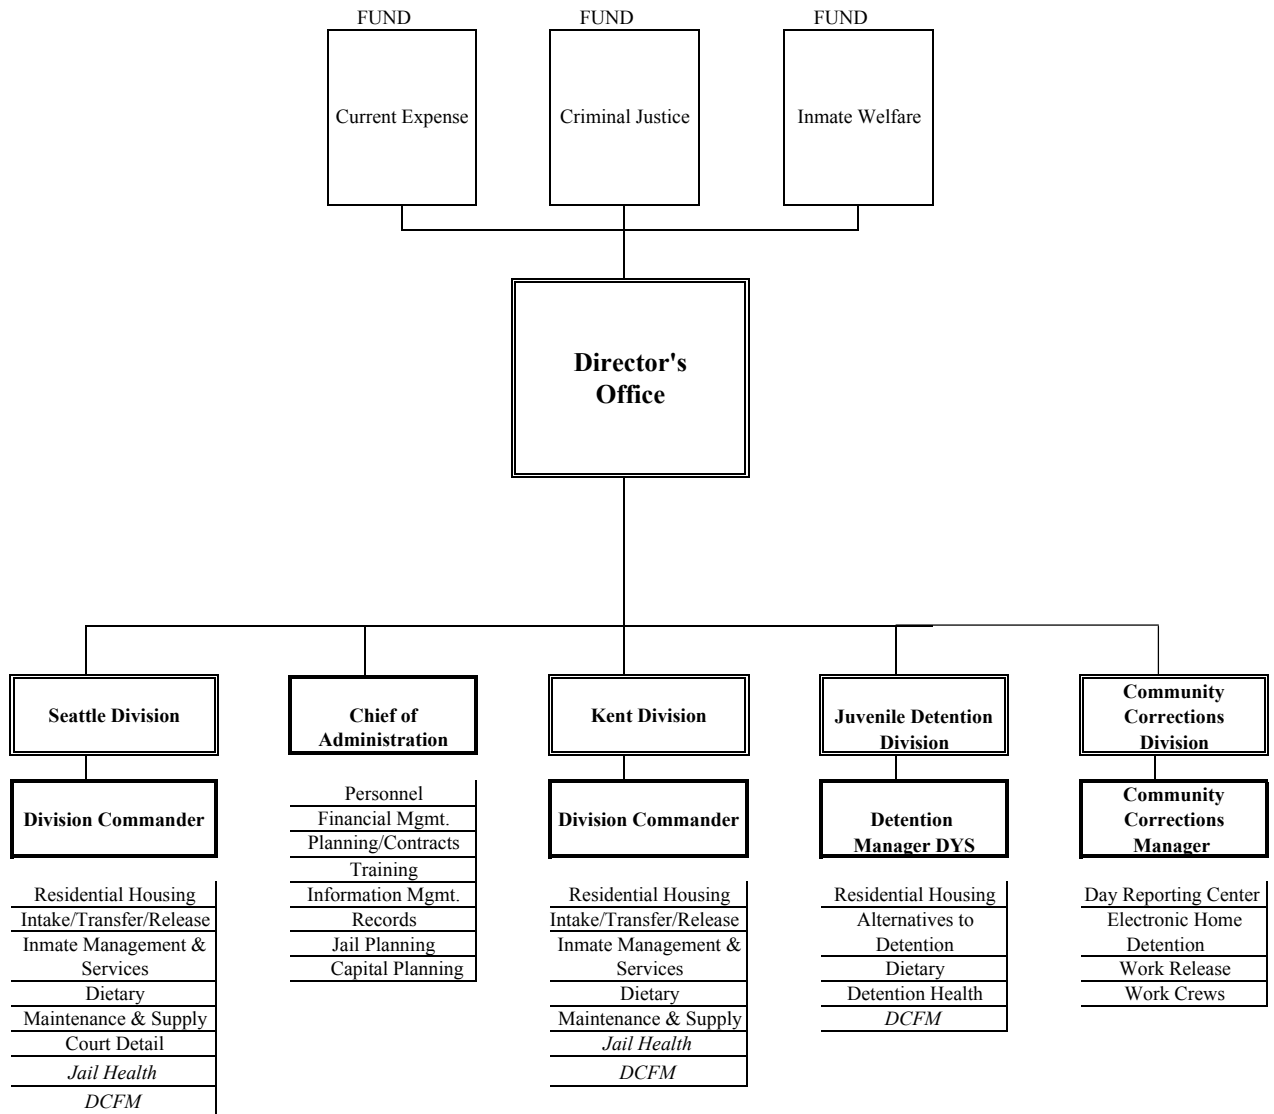 FUND
FUND
FUND
Current Expense
Criminal Justice
Inmate Welfare
Director's
Office
Seattle Division
Chief of
Administration
Kent Division
Juvenile Detention
Division
Community
Corrections
Division
Division Commander
Personnel
Financial Mgmt.
Planning/Contracts
Training
Information Mgmt.
Records
Jail Planning
Capital Planning
Division Commander
Detention
Manager DYS
Community
Corrections
Manager
Residential Housing
Intake/Transfer/Release
Inmate Management &
Services
Dietary
Maintenance & Supply
Court Detail
Jail Health
DCFM
Residential Housing
Intake/Transfer/Release
Inmate Management &
Services
Dietary
Maintenance & Supply
Jail Health
DCFM
Residential Housing
Alternatives to
Detention
Dietary
Detention Health
DCFM
Day Reporting Center
Electronic Home
Detention
Work Release
Work Crews